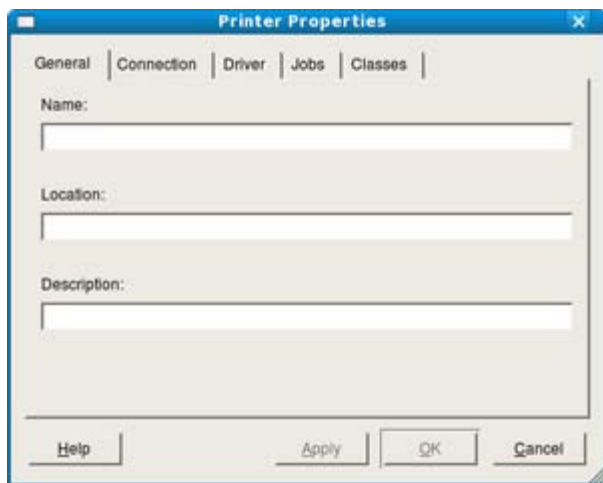 Printer Properties
General Connection Driver Jobs Classes
Name:
Location:
Description:
Help Apply OK Cancel